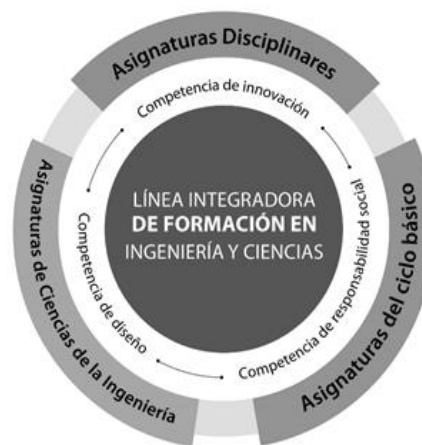 Asignaturas Disciplinares
Competencia de innovación
LÍNEA INTEGRADORA
DE FORMACIÓN EN
INGENIERÍA Y CIENCIAS
Competencia de diseño
Competencia de responsabilidad social
Asignaturas de Ciencias de la Ingeniería
Asignaturas del ciclo básico